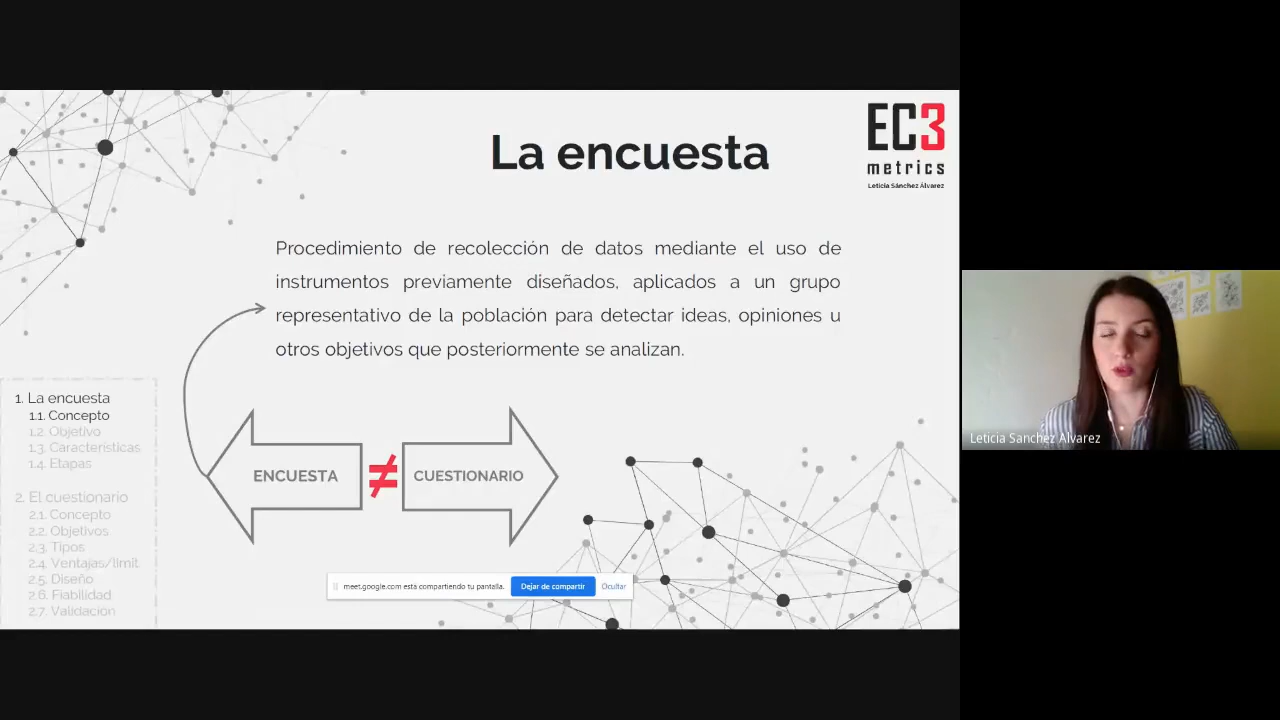 La encuesta
EC3
metrics
Leticia Sánchez Álvarez
Procedimiento de recolección de datos mediante el uso de
instrumentos previamente diseñados, aplicados a un grupo
representativo de la población para detectar ideas, opiniones u
otros objetivos que posteriormente se analizan.
1. La encuesta
1.1. Concepto
1.2. Objetivo
1.3. Características
1.4. Etapas
2. El cuestionario
2.1. Concepto
2.2. Objetivos
2.3. Tipos
2.4. Ventajas/limit
2.5. Diseño
2.6. Fiabilidad
2.7. Validación
ENCUESTA ≠ CUESTIONARIO
meet.google.com está compartiendo tu pantalla. Dejar de compartir Ocultar
Leticia Sanchez Alvarez